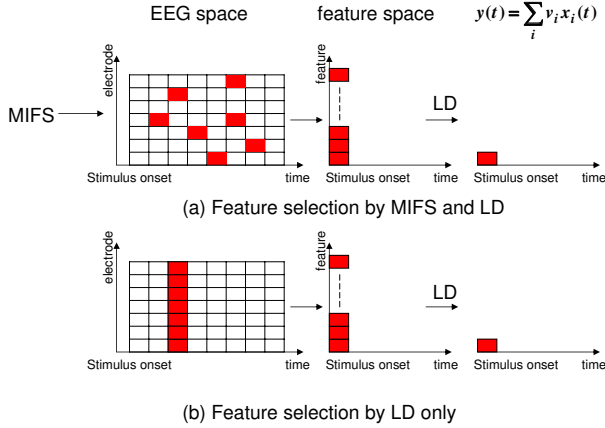 EEG space
feature space
y(t) = ∑ᵢ vᵢ xᵢ(t)
MIFS
electrode
Stimulus onset
time
feature
Stimulus onset
time
LD
Stimulus onset
time
(a) Feature selection by MIFS and LD
electrode
Stimulus onset
time
feature
Stimulus onset
time
LD
Stimulus onset
time
(b) Feature selection by LD only